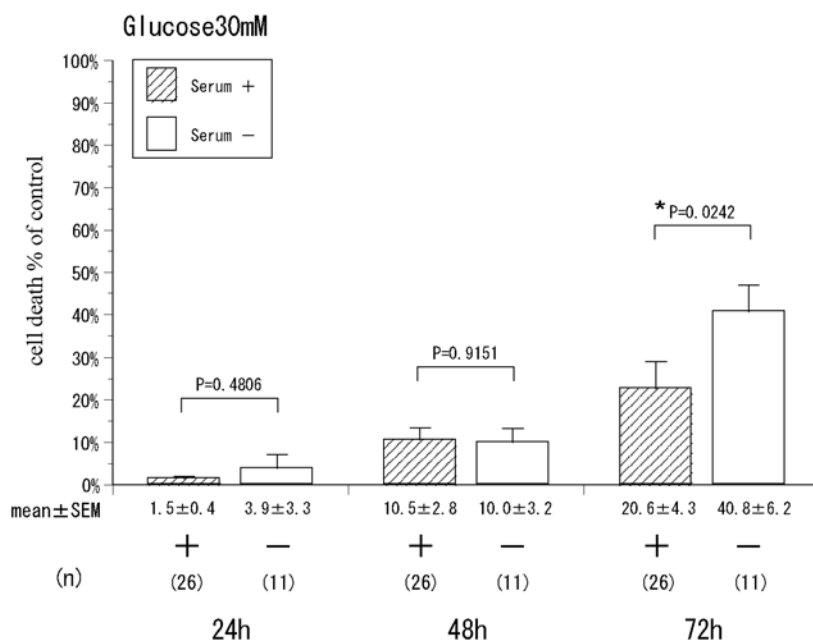 Glucose30mM
100%
90%
80%
70%
60%
50%
40%
30%
20%
10%
0%
cell death % of control
Serum +
Serum −
P=0.4806
P=0.9151
*P=0.0242
mean±SEM 1.5±0.4 3.9±3.3 10.5±2.8 10.0±3.2 20.6±4.3 40.8±6.2
+ − + − + −
(n) (26) (11) (26) (11) (26) (11)
24h 48h 72h